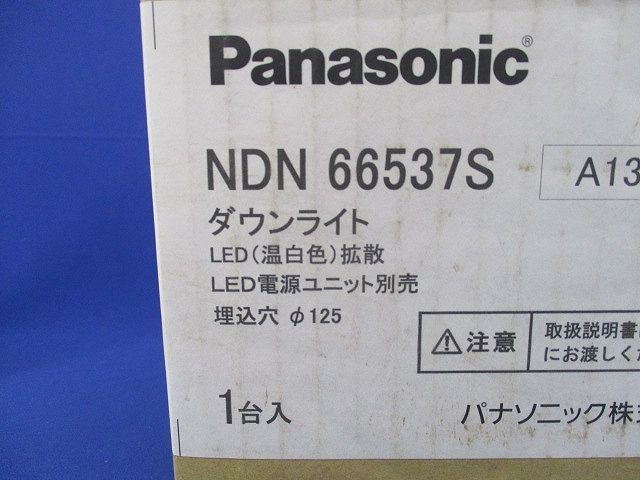 Panasonic®
NDN 66537S
A13
ダウンライト
LED(温白色)拡散
LED電源ユニット別売
埋込穴 φ125
注意
取扱説明書
にお渡しく
1台入
パナソニック株式